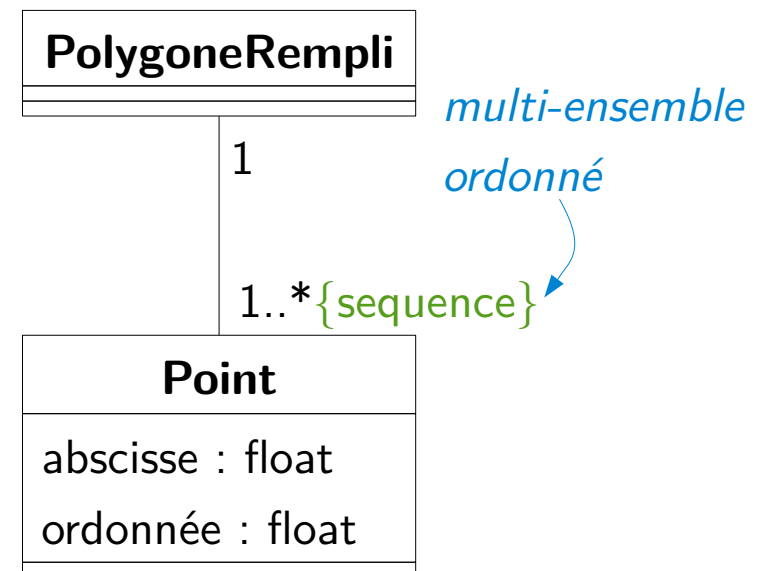 PolygoneRempli
multi-ensemble
ordonné
1
1..*{sequence}
Point
abscisse : float
ordonnée : float